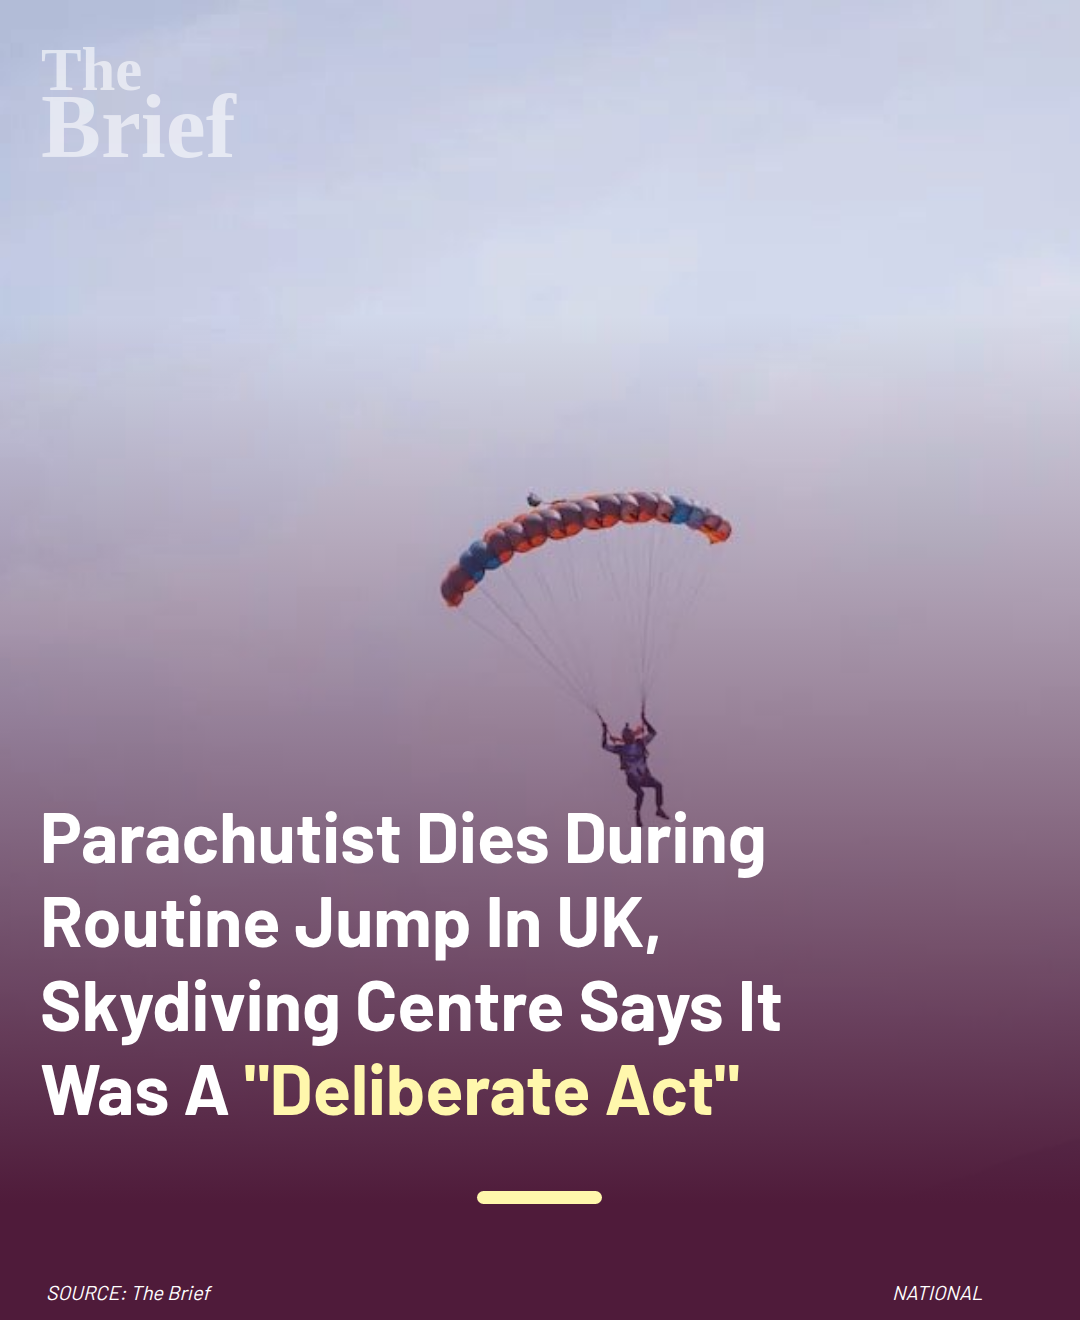 The
Brief
Parachutist Dies During
Routine Jump In UK,
Skydiving Centre Says It
Was A "Deliberate Act"
SOURCE: The Brief
NATIONAL